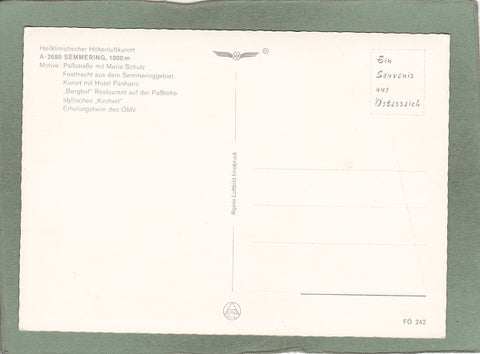 Heilklimatischer Höhenluftkurort
A-2680 SEMMERING, 1000 m
Motive: Paßstraße mit Maria Schutz
Festtracht aus dem Semmeringgebiet
Kurort mit Hotel Panhans
„Berghof" Restaurant auf der Paßhöhe
Idyllisches „Kircherl"
Erholungsheim des ÖMV
Ein
Souvenir
aus
Österreich
Alpine Luftbild Innsbruck
FÖ 242